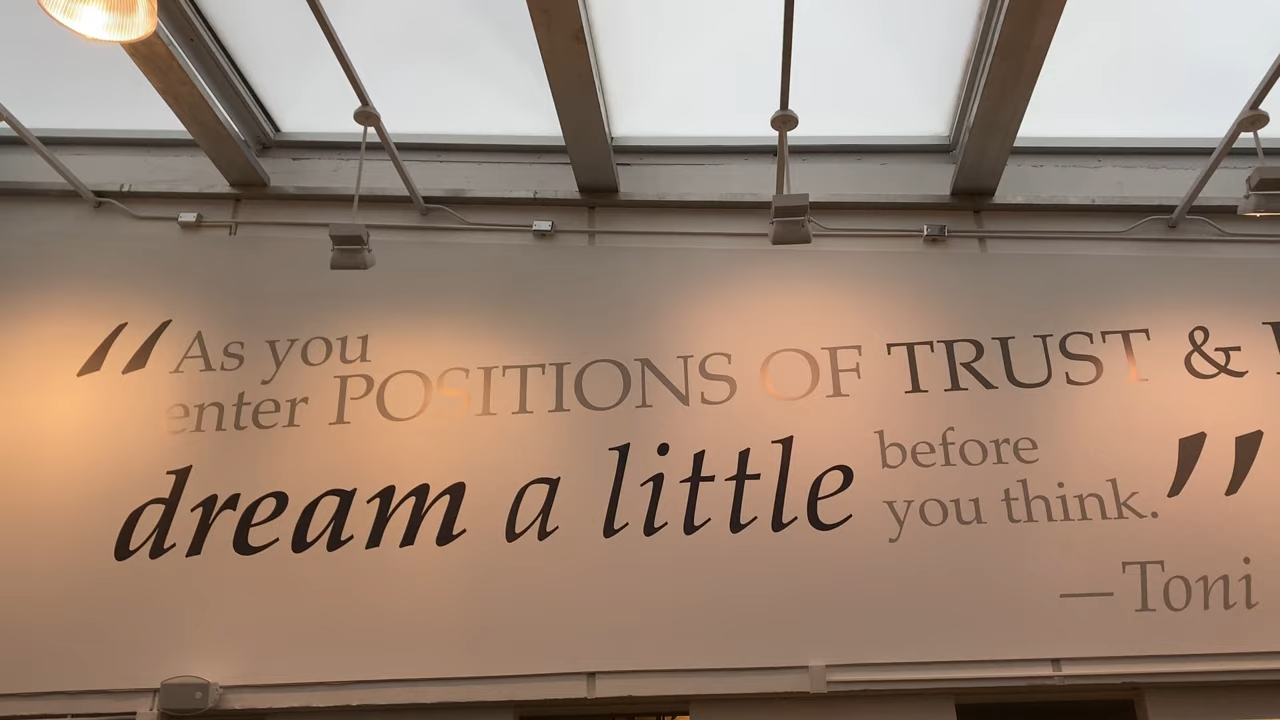 “As you
enter POSITIONS OF TRUST &
dream a little before
you think.”
—Toni